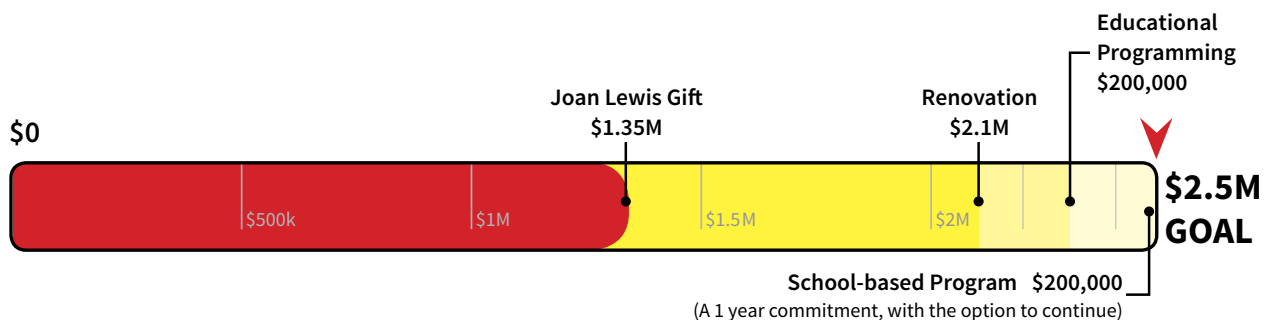 Educational
Programming
$200,000
Joan Lewis Gift
$1.35M
Renovation
$2.1M
$0
$500k
$1M
$1.5M
$2M
$2.5M
GOAL
School-based Program $200,000
(A 1 year commitment, with the option to continue)